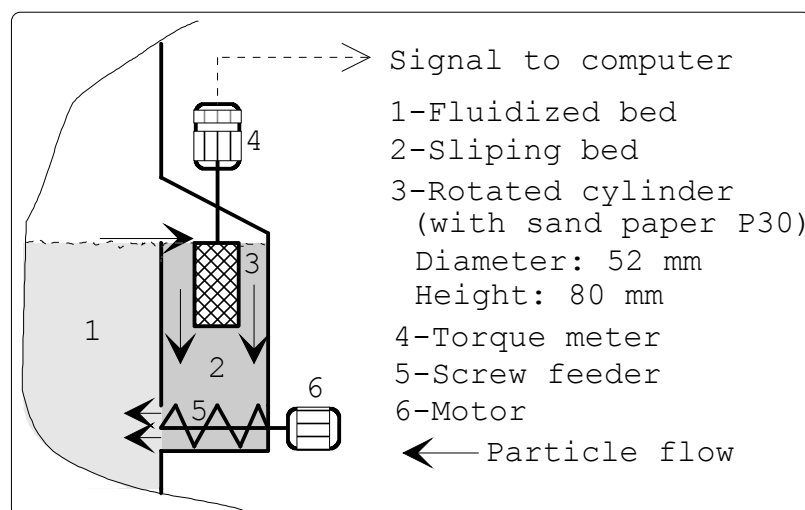 Signal to computer
1-Fluidized bed
2-Sliping bed
3-Rotated cylinder
(with sand paper P30)
Diameter: 52 mm
Height: 80 mm
4-Torque meter
5-Screw feeder
6-Motor
Particle flow
4
3
1
2
5
6